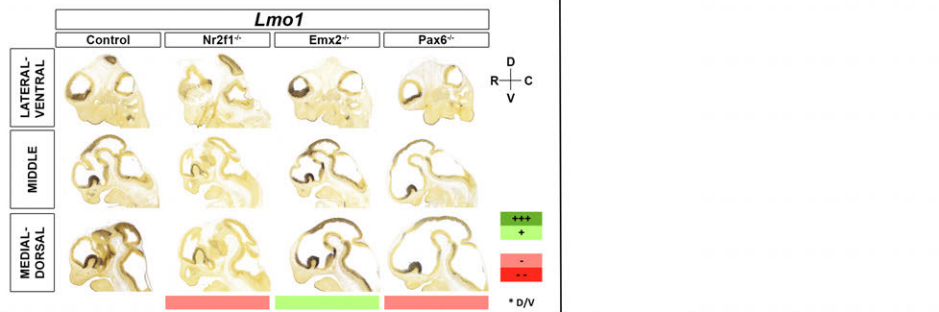 Lmo1
Control Nr2f1-/- Emx2-/- Pax6-/-
LATERAL-
VENTRAL
D
R C
V
MIDDLE
MEDIAL-
DORSAL
+++
+
-
--
* D/V